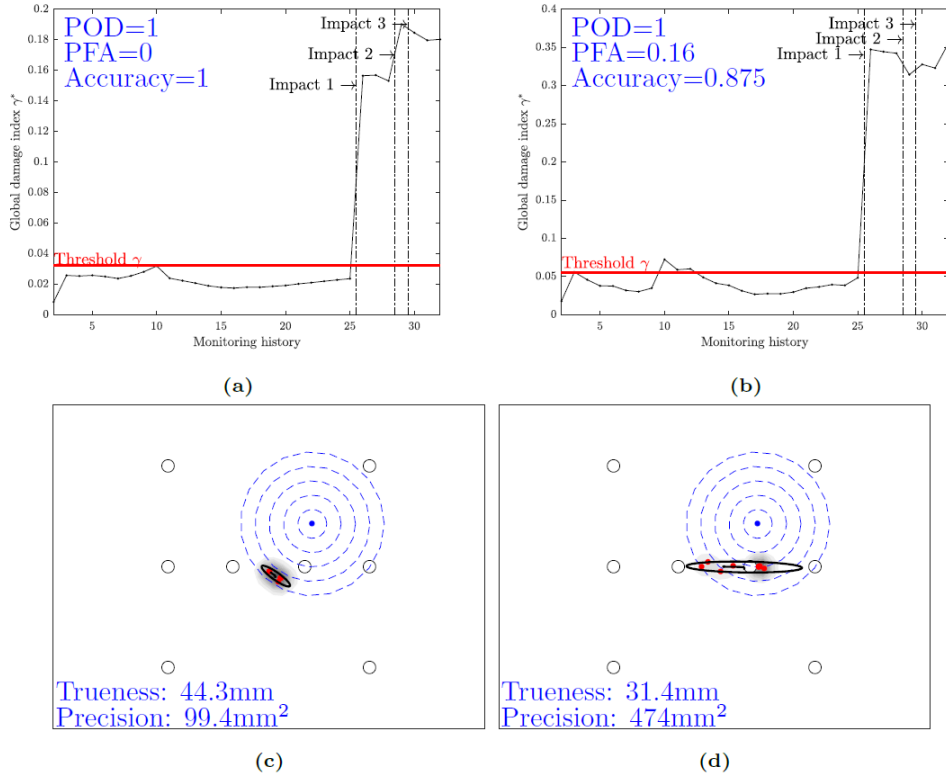 POD=1
PFA=0
Accuracy=1
Impact 3
Impact 2
Impact 1
Threshold γ
Global damage index γ*
0
0.02
0.04
0.06
0.08
0.1
0.12
0.14
0.16
0.18
0.2
5
10
15
20
25
30
Monitoring history
(a)
POD=1
PFA=0.16
Accuracy=0.875
Impact 3
Impact 2
Impact 1
Threshold γ
Global damage index γ*
0
0.05
0.1
0.15
0.2
0.25
0.3
0.35
0.4
5
10
15
20
25
30
Monitoring history
(b)
Trueness: 44.3mm
Precision: 99.4mm²
(c)
Trueness: 31.4mm
Precision: 474mm²
(d)